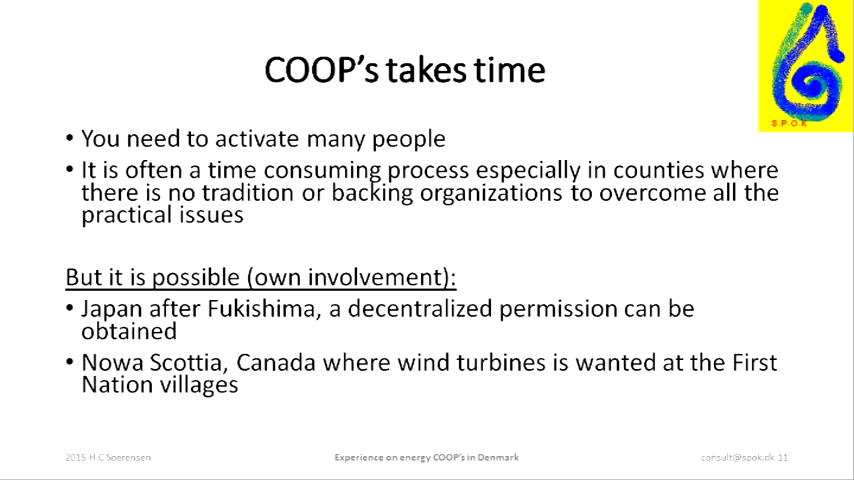 COOP's takes time
S.P.O.K
• You need to activate many people
• It is often a time consuming process especially in counties where
there is no tradition or backing organizations to overcome all the
practical issues
But it is possible (own involvement):
• Japan after Fukishima, a decentralized permission can be
obtained
• Nowa Scottia, Canada where wind turbines is wanted at the First
Nation villages
2015 H.C Soerensen
Experience on energy COOP's in Denmark
consult@spok.dk 11